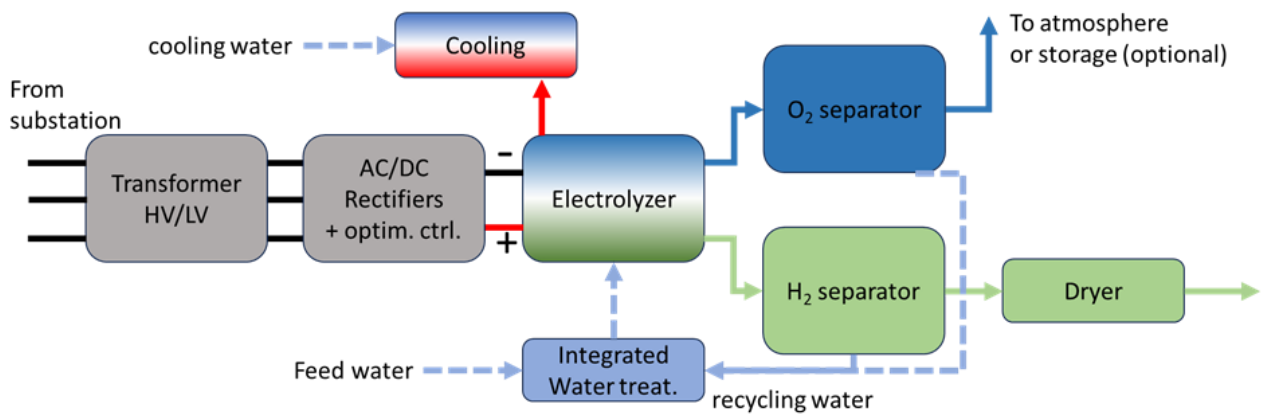 cooling water
Cooling
To atmosphere
or storage (optional)
From
substation
O₂ separator
Transformer
HV/LV
AC/DC
Rectifiers
+ optim. ctrl.
-
+
Electrolyzer
H₂ separator
Dryer
Feed water
Integrated
Water treat.
recycling water